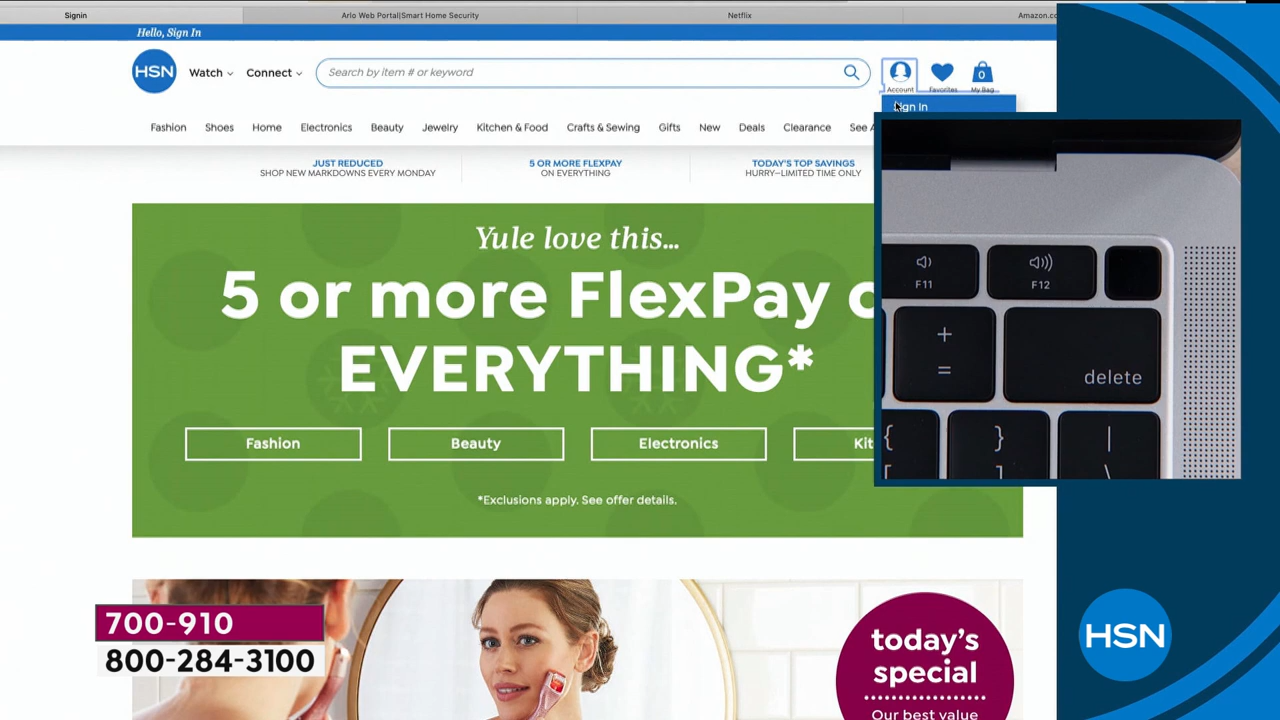 Signin
Arlo Web Portal|Smart Home Security
Netflix
Amazon.co
Hello, Sign In
HSN
Watch
Connect
Search by item # or keyword
Account
Favorites
0
My Bag
Sign In
Fashion
Shoes
Home
Electronics
Beauty
Jewelry
Kitchen & Food
Crafts & Sewing
Gifts
New
Deals
Clearance
See A
JUST REDUCED
SHOP NEW MARKDOWNS EVERY MONDAY
5 OR MORE FLEXPAY
ON EVERYTHING
TODAY'S TOP SAVINGS
HURRY–LIMITED TIME ONLY
Yule love this...
5 or more FlexPay o
EVERYTHING*
Fashion
Beauty
Electronics
Kit
*Exclusions apply. See offer details.
F11
F12
+
=
delete
{
}
|
[
]
\
700-910
800-284-3100
today's
special
Our best value
HSN